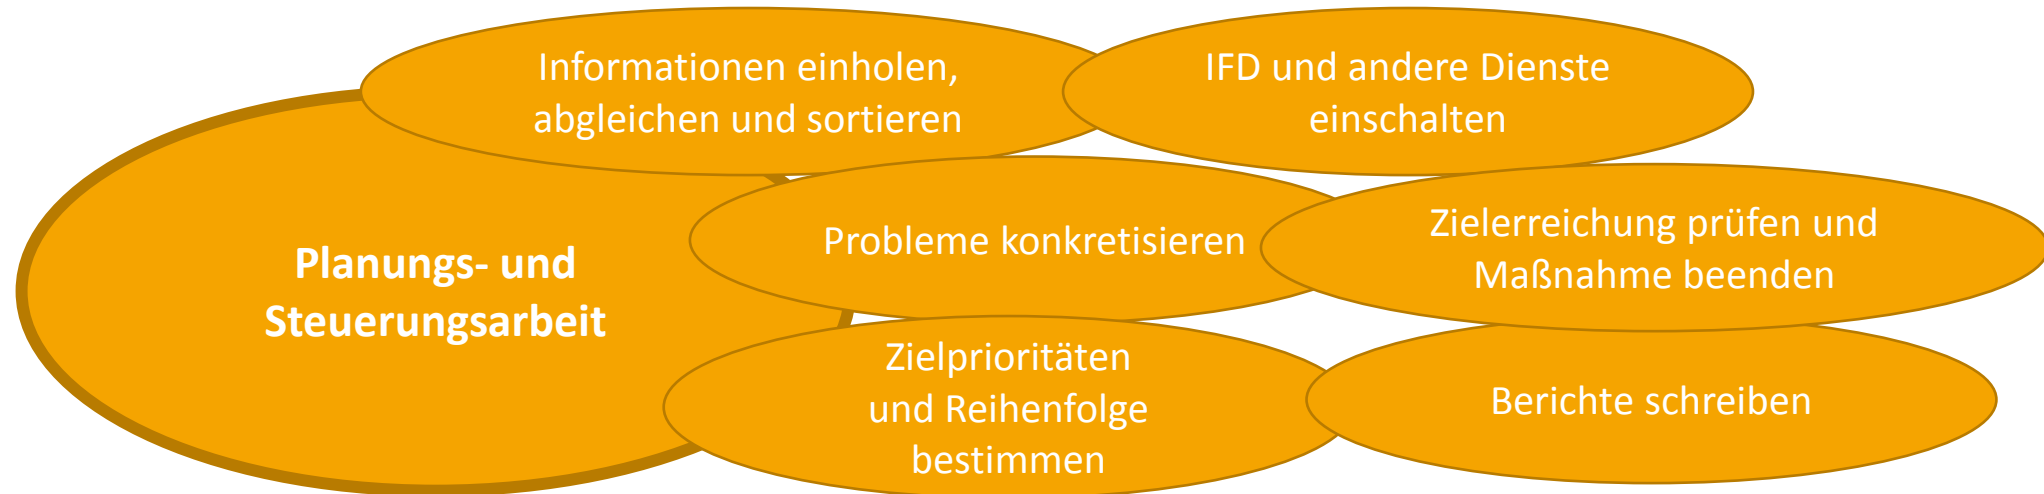 Planungs- und
Steuerungsarbeit
Informationen einholen,
abgleichen und sortieren
IFD und andere Dienste
einschalten
Probleme konkretisieren
Zielerreichung prüfen und
Maßnahme beenden
Zielprioritäten
und Reihenfolge
bestimmen
Berichte schreiben